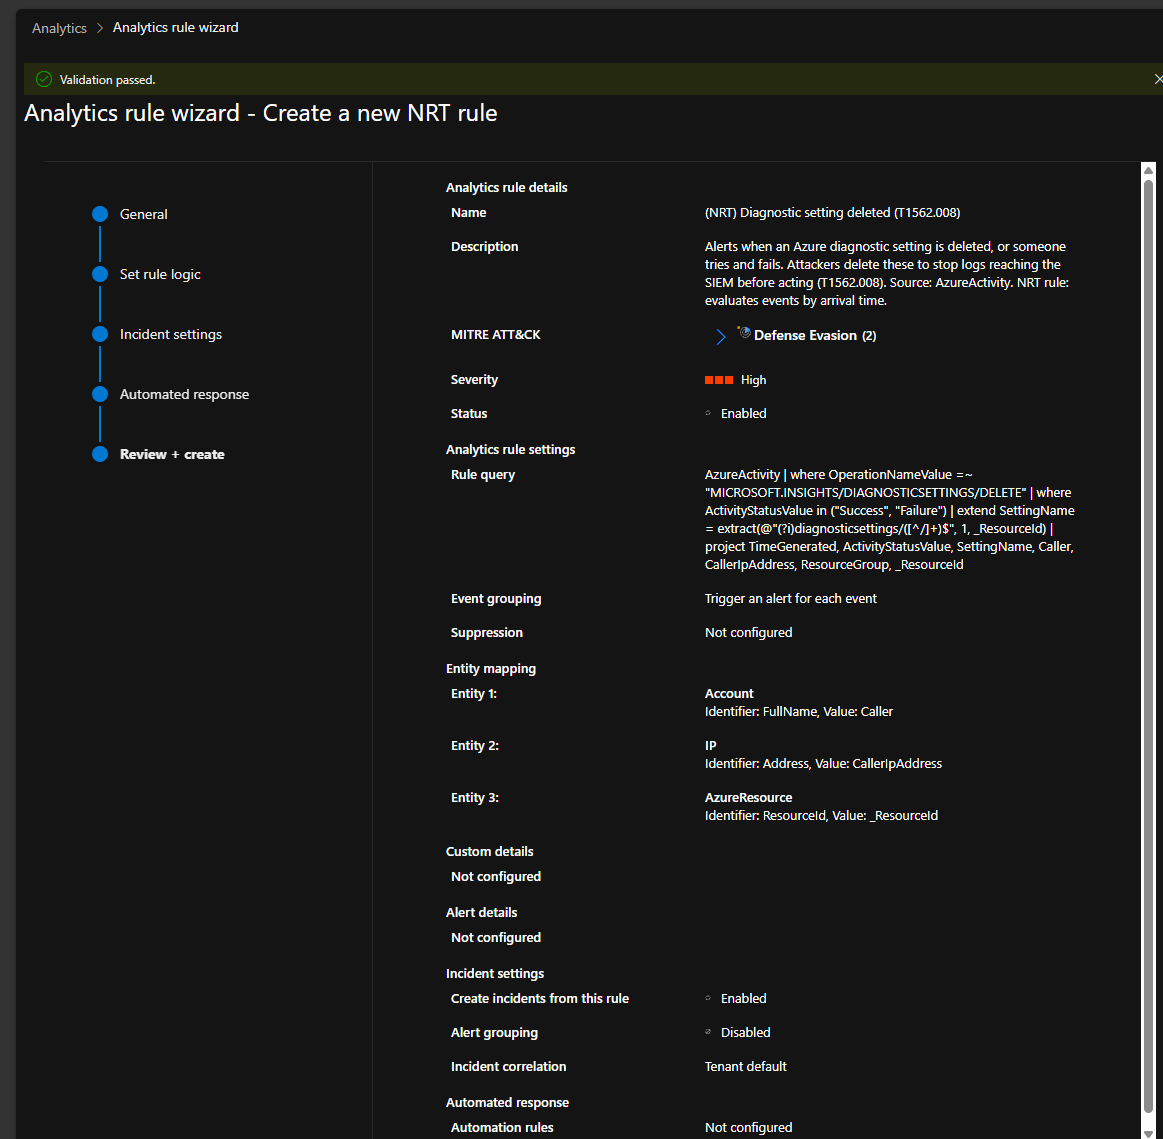 Analytics > Analytics rule wizard
Validation passed.
Analytics rule wizard - Create a new NRT rule
General
Set rule logic
Incident settings
Automated response
Review + create
Analytics rule details
Name
(NRT) Diagnostic setting deleted (T1562.008)
Description
Alerts when an Azure diagnostic setting is deleted, or someone
tries and fails. Attackers delete these to stop logs reaching the
SIEM before acting (T1562.008). Source: AzureActivity. NRT rule:
evaluates events by arrival time.
MITRE ATT&CK
Defense Evasion (2)
Severity
High
Status
Enabled
Analytics rule settings
Rule query
AzureActivity | where OperationNameValue =~
"MICROSOFT.INSIGHTS/DIAGNOSTICSETTINGS/DELETE" | where
ActivityStatusValue in ("Success", "Failure") | extend SettingName
= extract(@"(?i)diagnosticsettings/([^/]+)$", 1, _ResourceId) |
project TimeGenerated, ActivityStatusValue, SettingName, Caller,
CallerIpAddress, ResourceGroup, _ResourceId
Event grouping
Trigger an alert for each event
Suppression
Not configured
Entity mapping
Entity 1:
Account
Identifier: FullName, Value: Caller
Entity 2:
IP
Identifier: Address, Value: CallerIpAddress
Entity 3:
AzureResource
Identifier: ResourceId, Value: _ResourceId
Custom details
Not configured
Alert details
Not configured
Incident settings
Create incidents from this rule
Enabled
Alert grouping
Disabled
Incident correlation
Tenant default
Automated response
Automation rules
Not configured